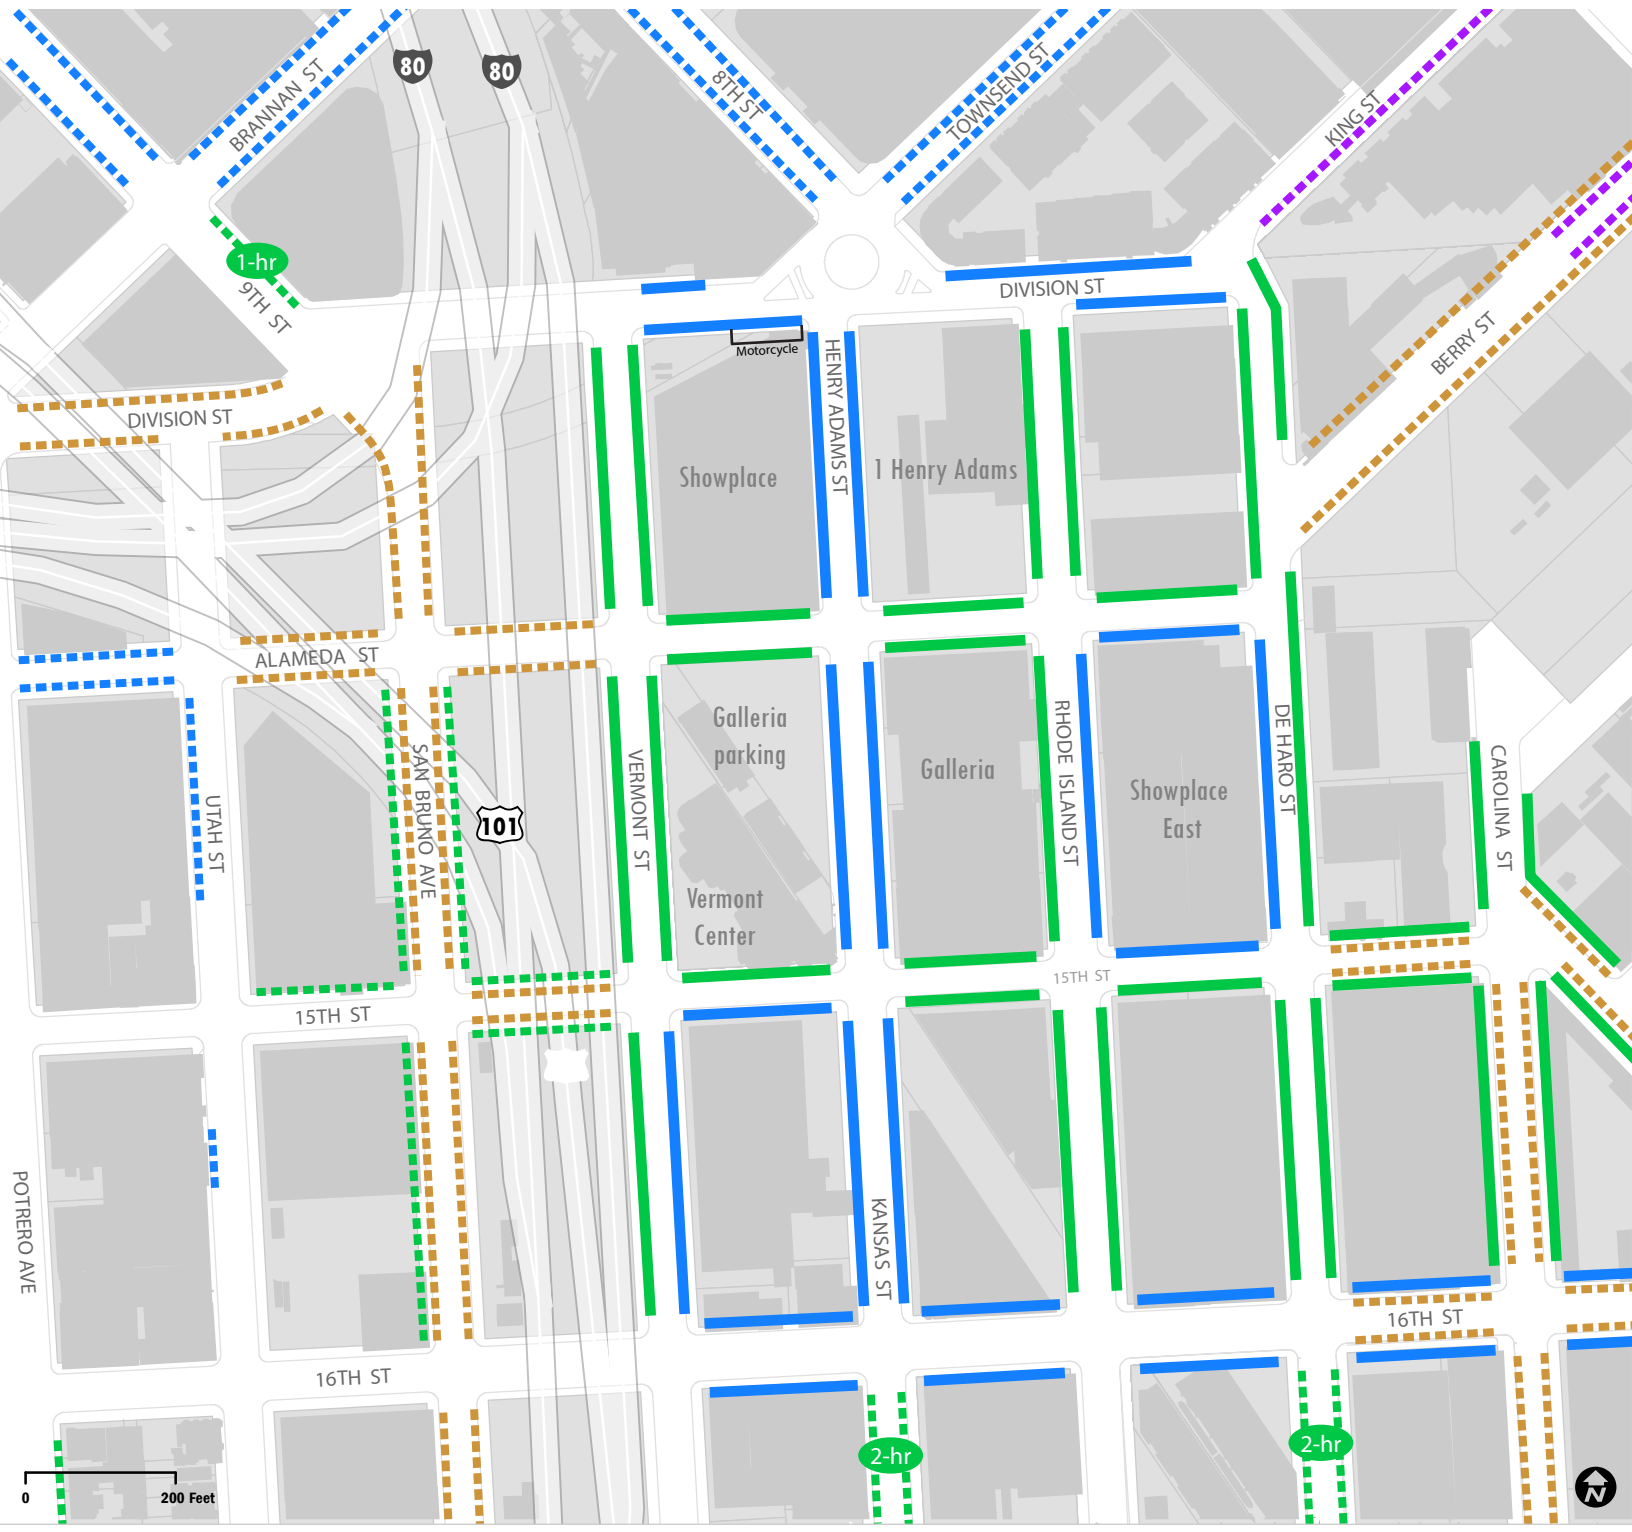 80
80
BRANNAN ST
8TH ST
TOWNSEND ST
KING ST
1-hr
9TH ST
DIVISION ST
BERRY ST
Motorcycle
HENRY ADAMS ST
DIVISION ST
Showplace
1 Henry Adams
ALAMEDA ST
Galleria
parking
Galleria
RHODE ISLAND ST
DE HARO ST
CAROLINA ST
SAN BRUNO AVE
VERMONT ST
UTAH ST
101
Showplace
East
Vermont
Center
15TH ST
15TH ST
POTRERO AVE
KANSAS ST
16TH ST
16TH ST
2-hr
2-hr
0
200 Feet
N